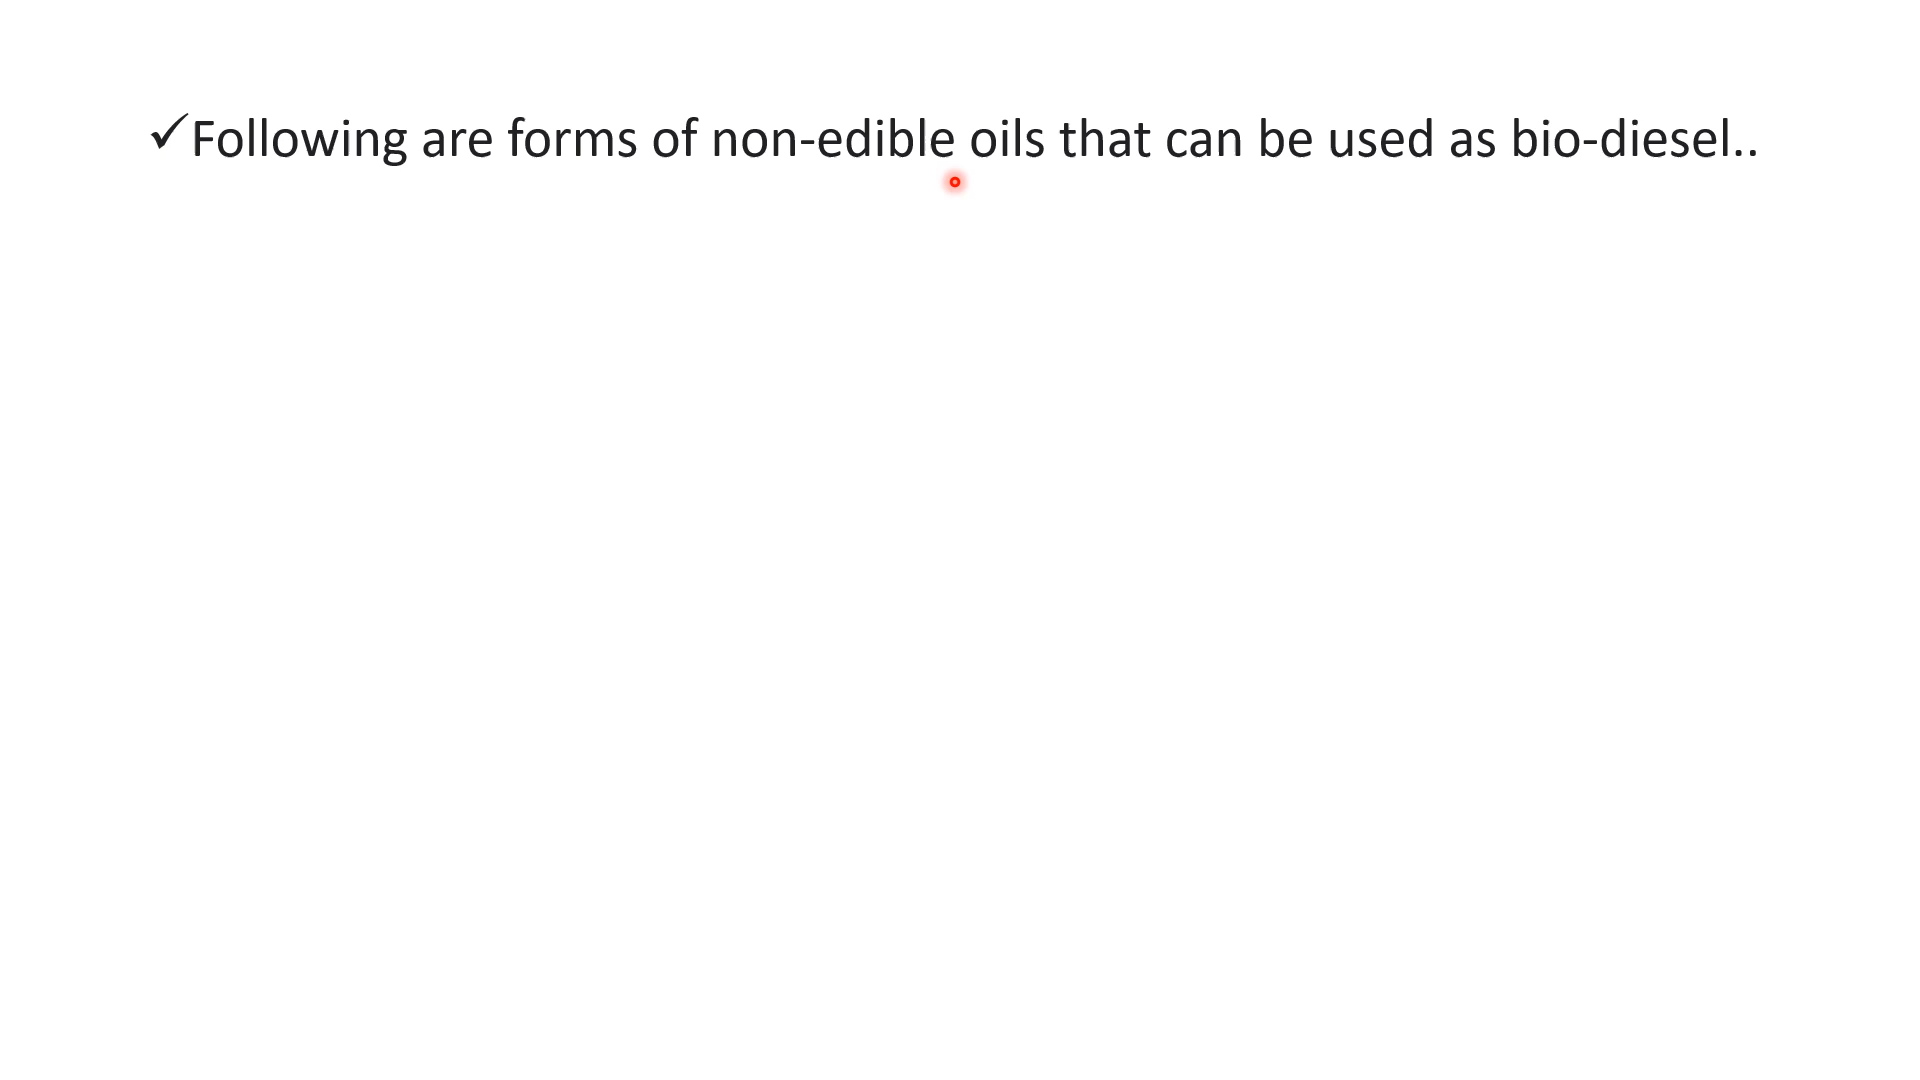 ✓Following are forms of non-edible oils that can be used as bio-diesel..